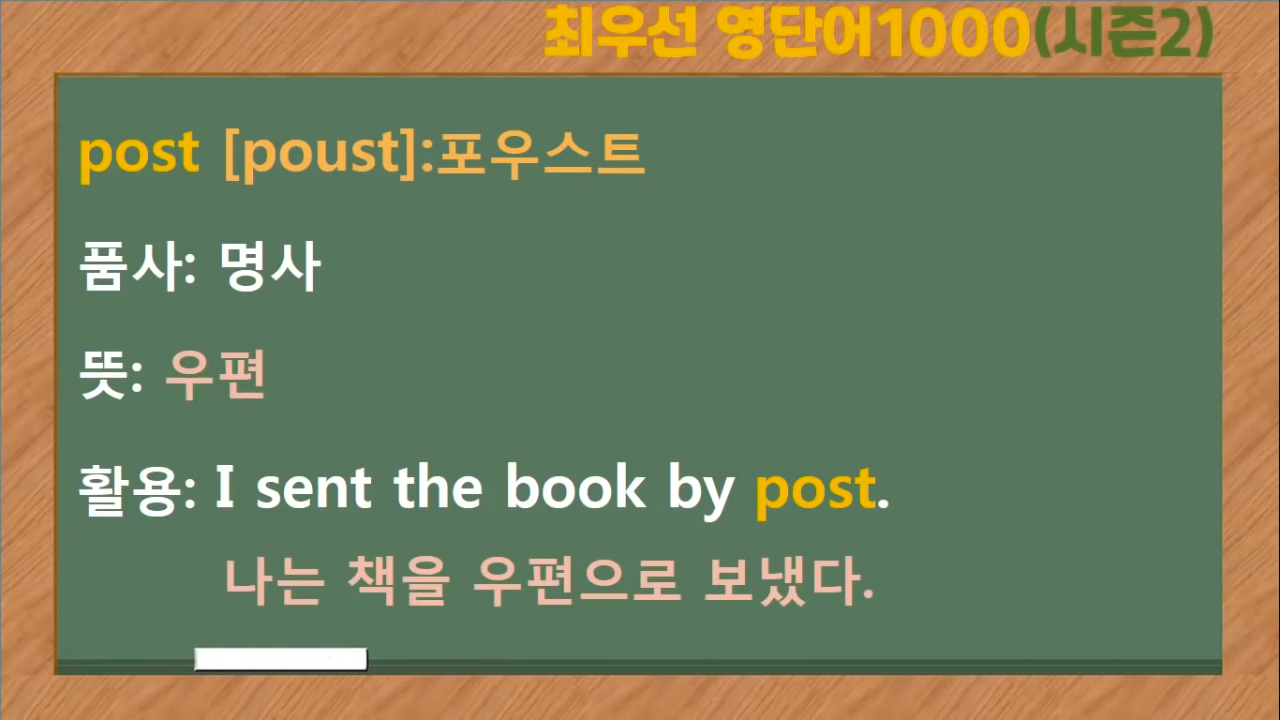 최우선 영단어1000(시즌2)
post [poust]:포우스트
품사: 명사
뜻: 우편
활용: I sent the book by post.
나는 책을 우편으로 보냈다.